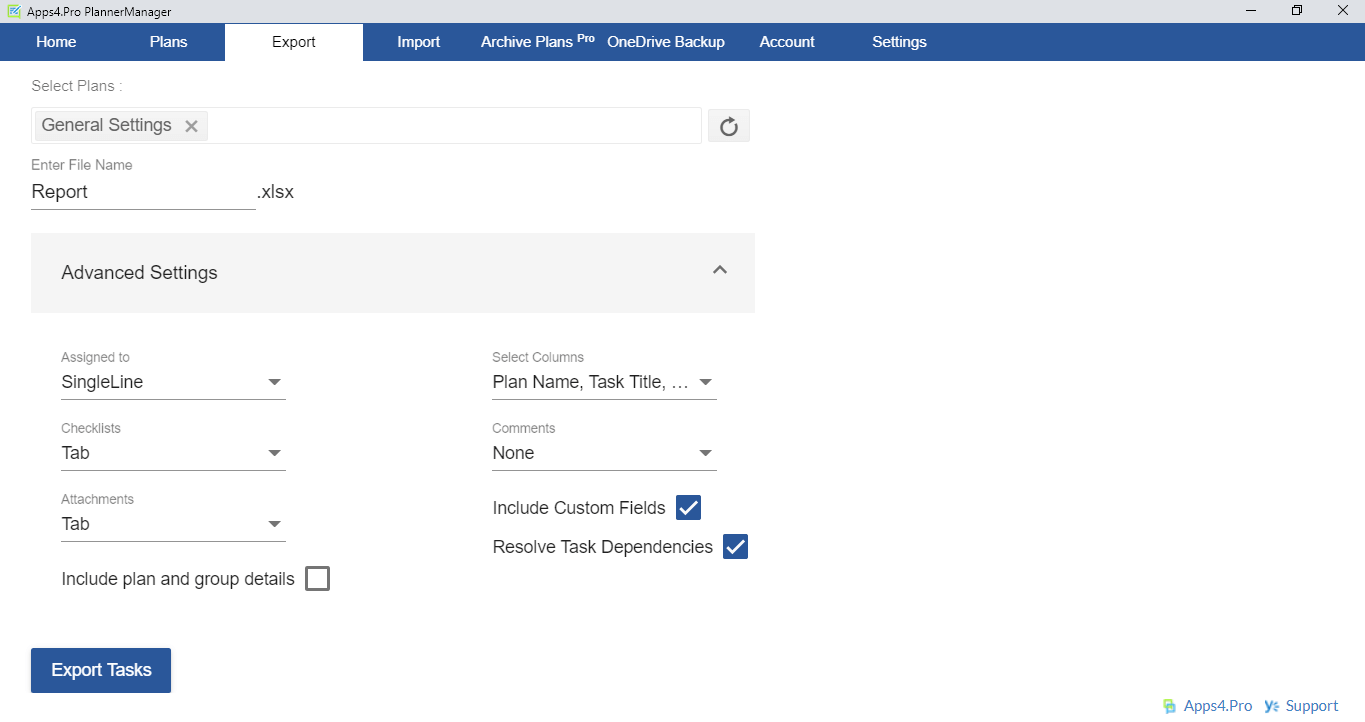 Apps4.Pro PlannerManager
Home Plans Export Import Archive Plans Pro OneDrive Backup Account Settings
Select Plans :
General Settings
Enter File Name
Report .xlsx
Advanced Settings
Assigned to
SingleLine
Select Columns
Plan Name, Task Title, ...
Checklists
Tab
Comments
None
Attachments
Tab
Include Custom Fields
Resolve Task Dependencies
Include plan and group details
Export Tasks
Apps4.Pro Support